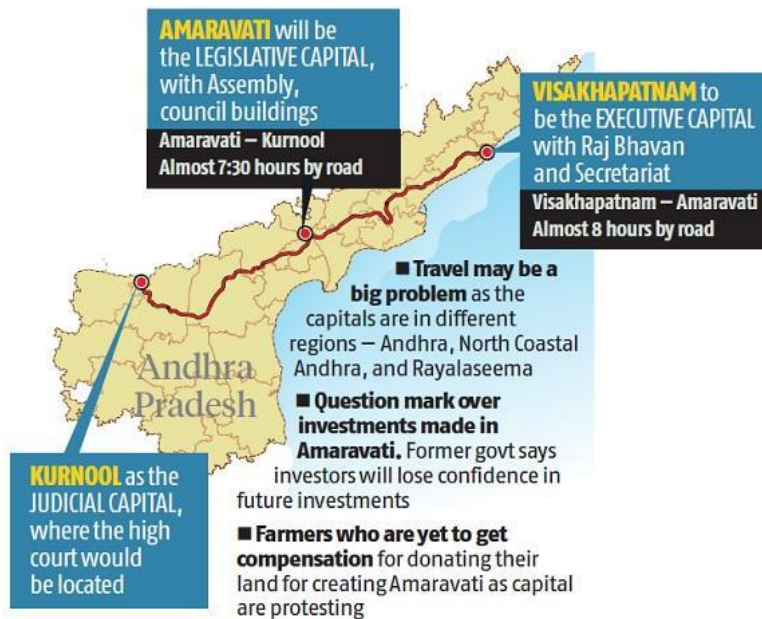 AMARAVATI will be
the LEGISLATIVE CAPITAL,
with Assembly,
council buildings
Amaravati – Kurnool
Almost 7:30 hours by road
VISAKHAPATNAM to
be the EXECUTIVE CAPITAL
with Raj Bhavan
and Secretariat
Visakhapatnam – Amaravati
Almost 8 hours by road
■ Travel may be a
big problem as the
capitals are in different
regions – Andhra, North Coastal
Andhra, and Rayalaseema
Andhra
Pradesh
■ Question mark over
investments made in
Amaravati. Former govt says
investors will lose confidence in
future investments
KURNOOL as the
JUDICIAL CAPITAL,
where the high
court would
be located
■ Farmers who are yet to get
compensation for donating their
land for creating Amaravati as capital
are protesting